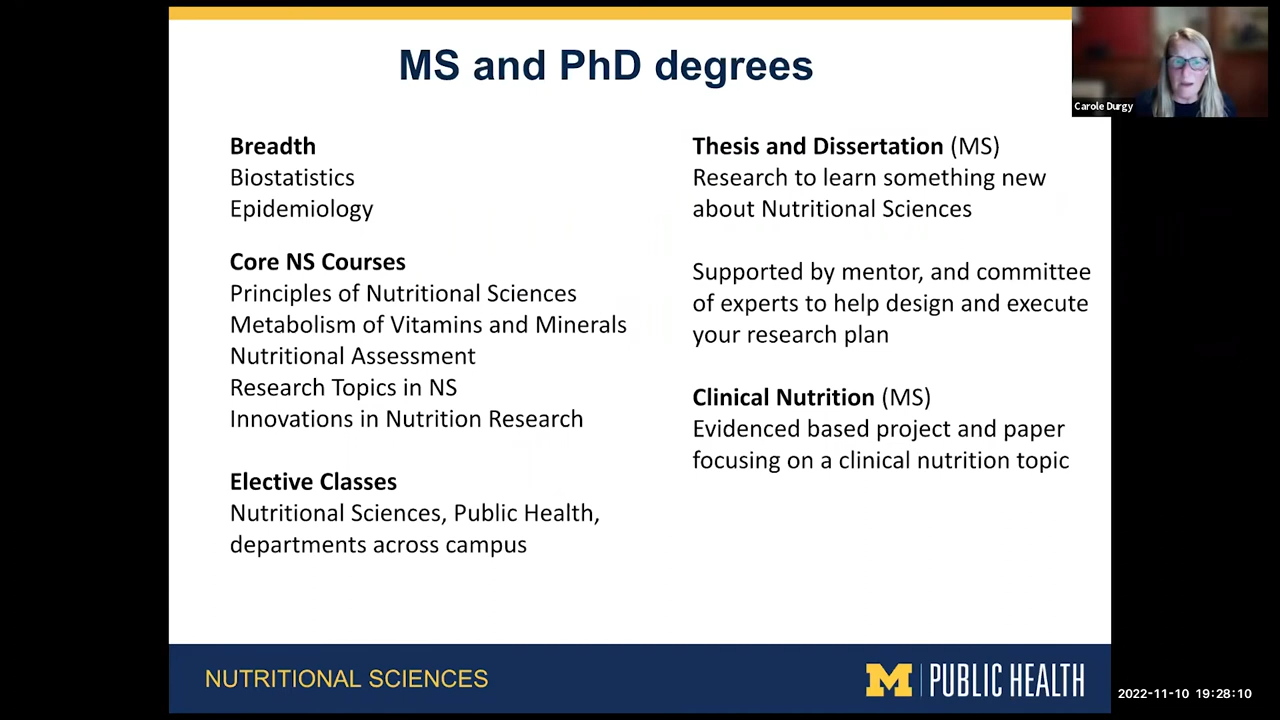 MS and PhD degrees
Breadth
Biostatistics
Epidemiology
Core NS Courses
Principles of Nutritional Sciences
Metabolism of Vitamins and Minerals
Nutritional Assessment
Research Topics in NS
Innovations in Nutrition Research
Elective Classes
Nutritional Sciences, Public Health,
departments across campus
Thesis and Dissertation (MS)
Research to learn something new
about Nutritional Sciences
Supported by mentor, and committee
of experts to help design and execute
your research plan
Clinical Nutrition (MS)
Evidenced based project and paper
focusing on a clinical nutrition topic
NUTRITIONAL SCIENCES
M PUBLIC HEALTH
Carole Durgy
2022-11-10 19:28:10